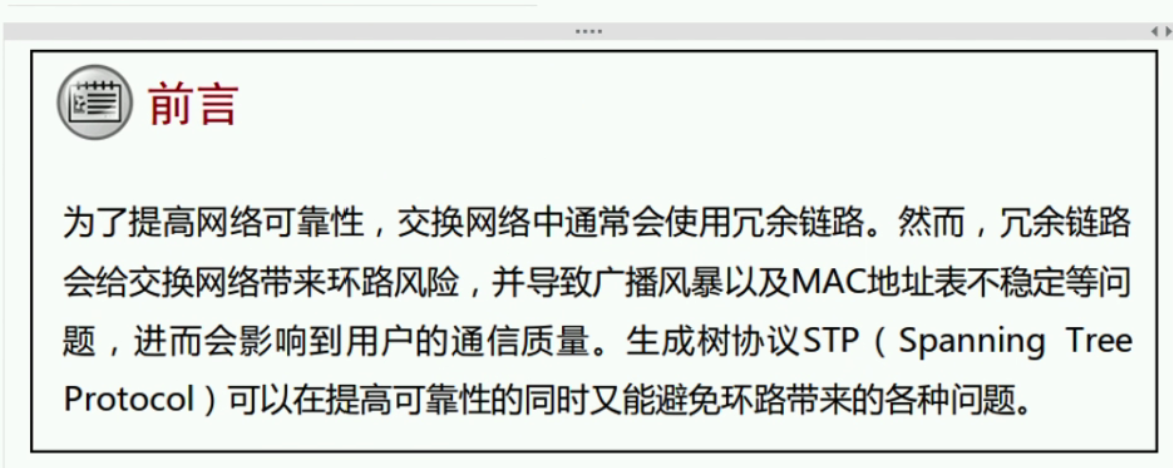 前言
为了提高网络可靠性，交换网络中通常会使用冗余链路。然而，冗余链路
会给交换网络带来环路风险，并导致广播风暴以及MAC地址表不稳定等问
题，进而会影响到用户的通信质量。生成树协议STP（Spanning Tree
Protocol）可以在提高可靠性的同时又能避免环路带来的各种问题。